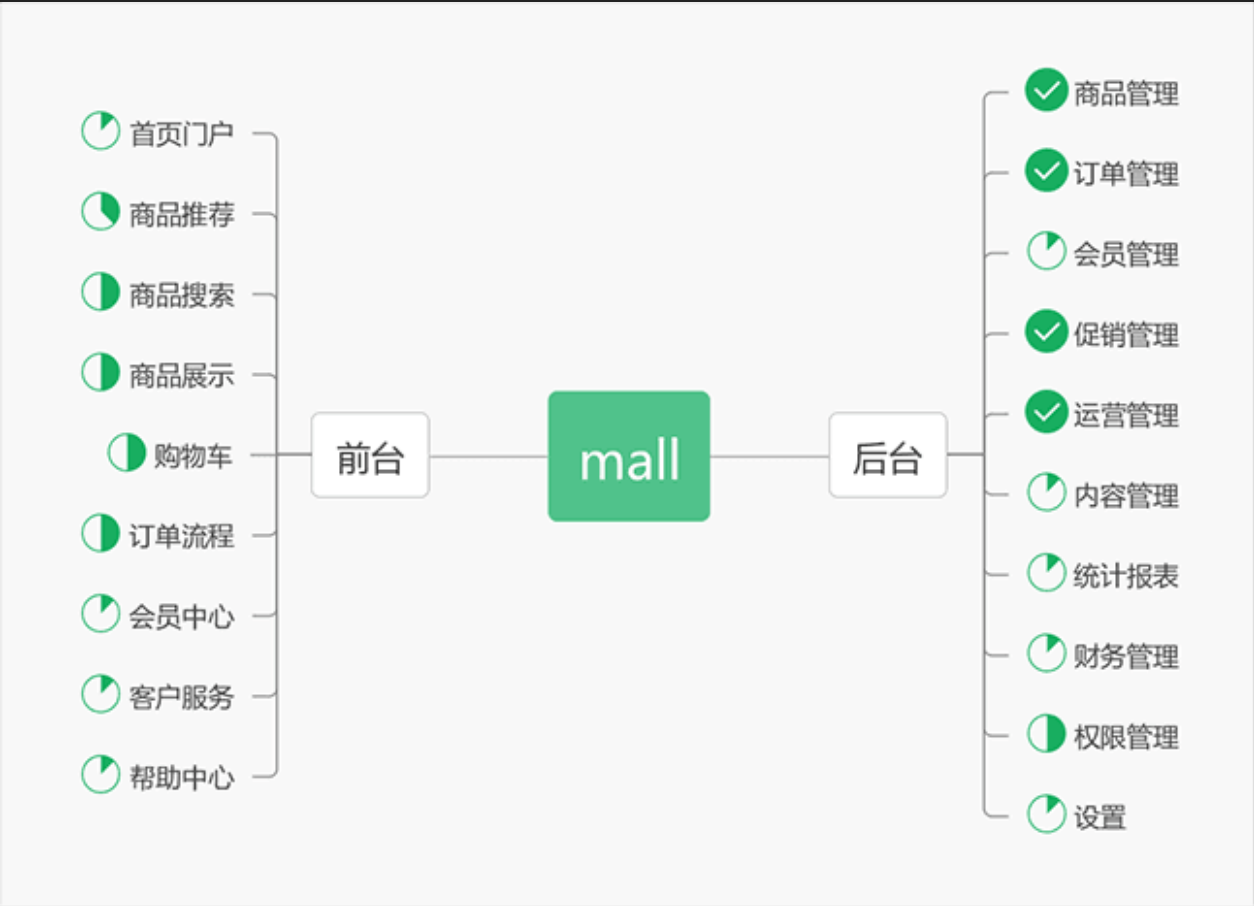 首页门户
商品推荐
商品搜索
商品展示
购物车
订单流程
会员中心
客户服务
帮助中心
前台
mall
后台
商品管理
订单管理
会员管理
促销管理
运营管理
内容管理
统计报表
财务管理
权限管理
设置